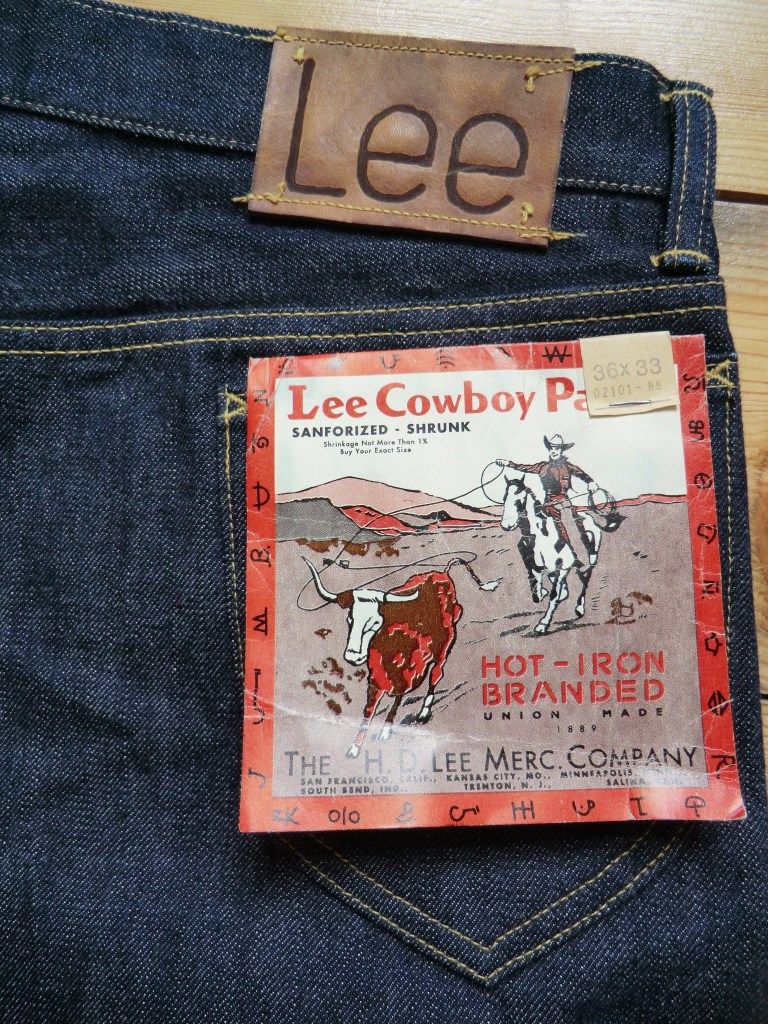 Lee
36X 33
02101-89
Lee Cowboy Pa
SANFORIZED - SHRUNK
Shrinkage Not More Than 1%
Buy Your Exact Size
HOT-IRON
BRANDED
UNION MADE
1889
THE H.D. LEE MERC. COMPANY
SAN FRANCISCO, CALIF., KANSAS CITY, MO., MINNEAPOLIS
SOUTH BEND, IND. TRENTON, N. J., SALINA